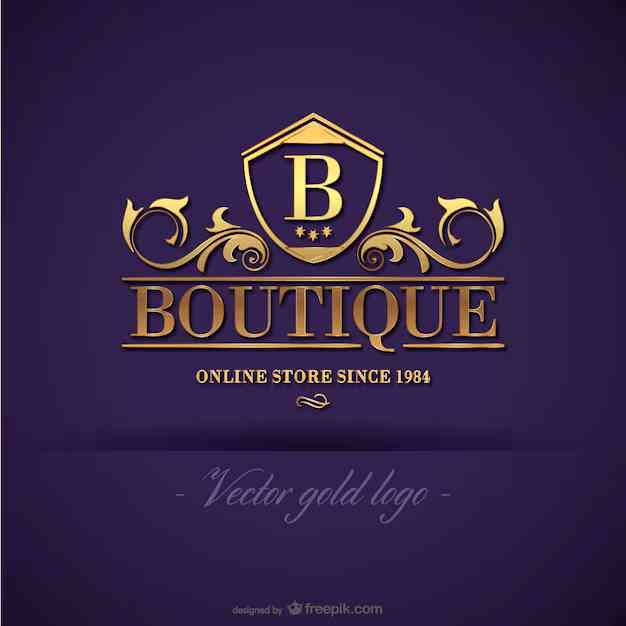 B
BOUTIQUE
ONLINE STORE SINCE 1984
- Vector gold logo -
designed by freepik.com